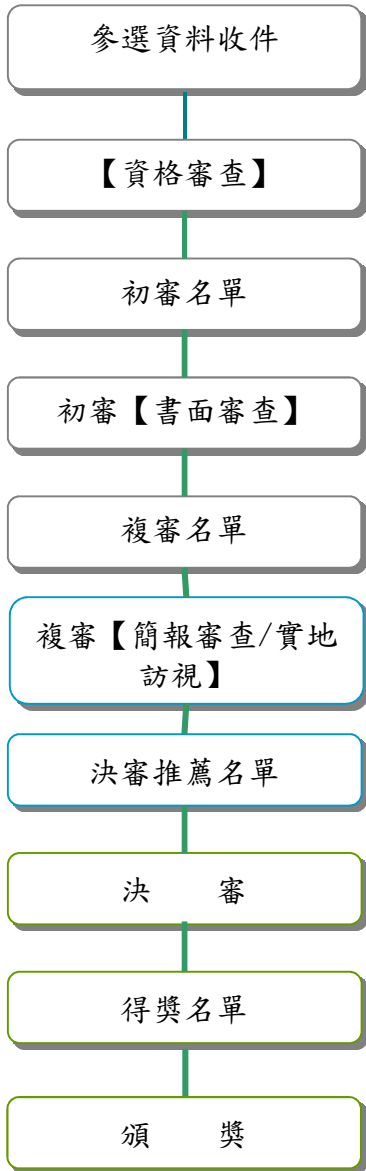 參選資料收件
【資格審查】
初審名單
初審【書面審查】
複審名單
複審【簡報審查/實地
訪視】
決審推薦名單
決　　審
得獎名單
頒　　獎